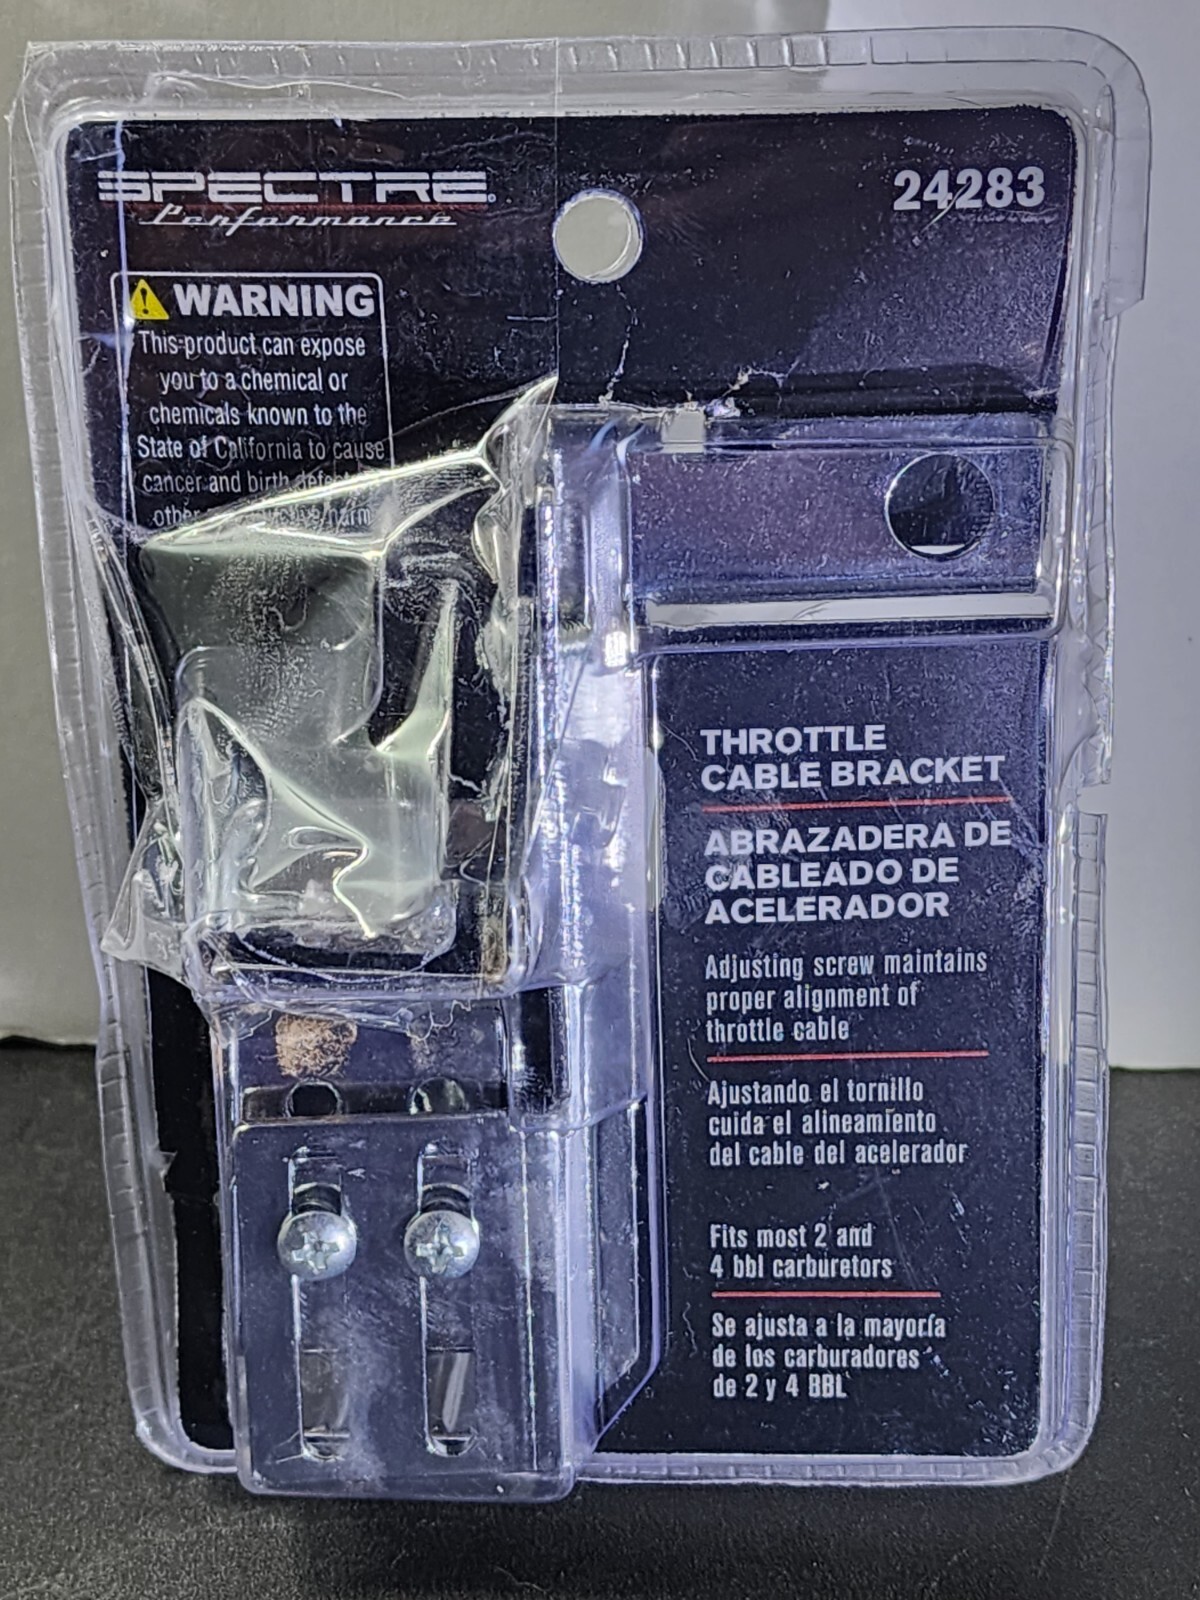 SPECTRE
Performance
24283
WARNING
This product can expose
you to a chemical or
chemicals known to the
State of California to cause
cancer and birth
other harm
THROTTLE
CABLE BRACKET
ABRAZADERA DE
CABLEADO DE
ACELERADOR
Adjusting screw maintains
proper alignment of
throttle cable
Ajustando el tornillo
cuida el alineamiento
del cable del acelerador
Fits most 2 and
4 bbl carburetors
Se ajusta a la mayoría
de los carburadores
de 2 y 4 BBL